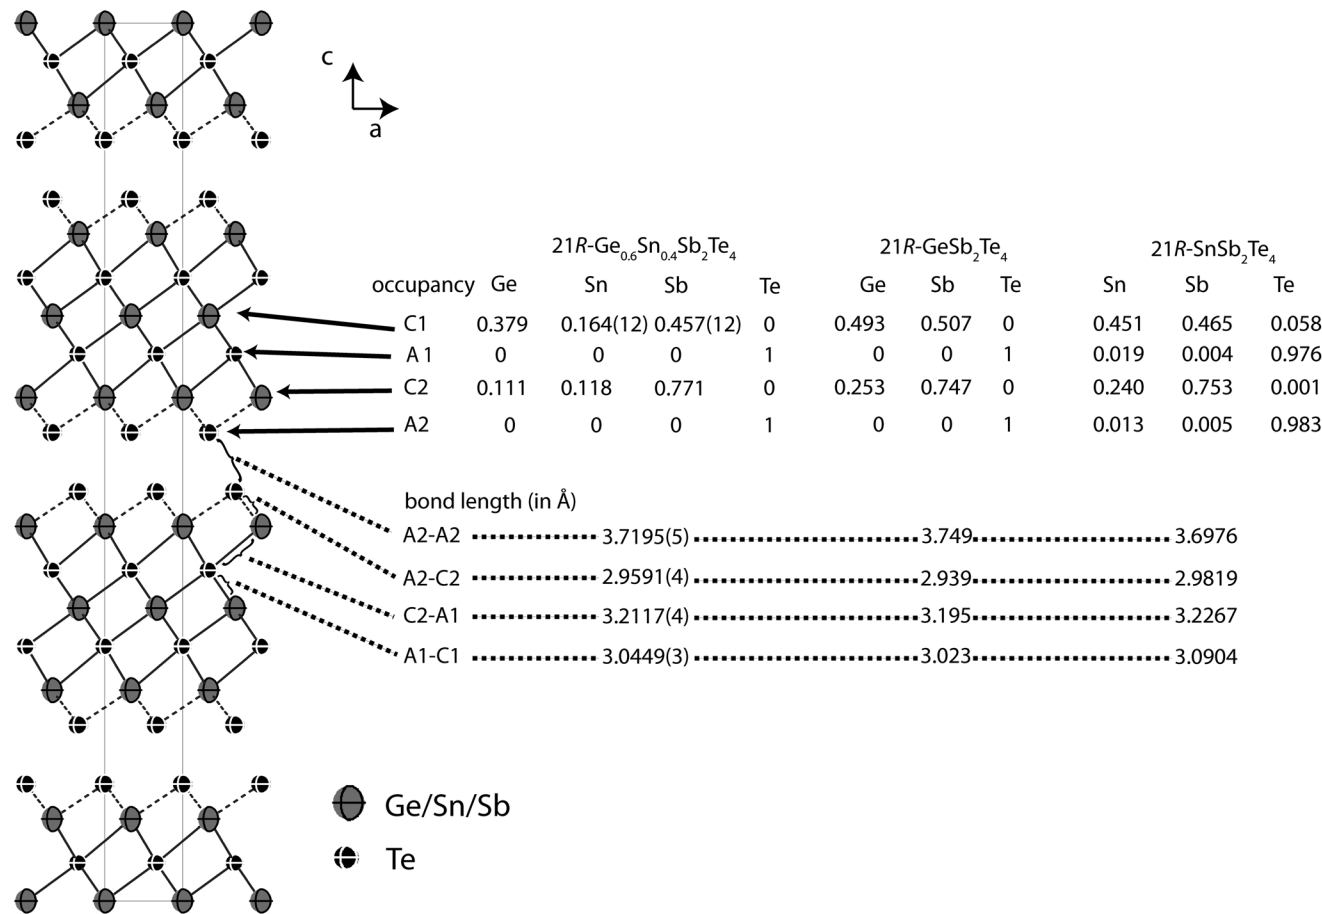 c
a
21R-Ge0.6Sn0.4Sb2Te4 21R-GeSb2Te4 21R-SnSb2Te4
occupancy Ge Sn Sb Te Ge Sb Te Sn Sb Te
C1 0.379 0.164(12) 0.457(12) 0 0.493 0.507 0 0.451 0.465 0.058
A1 0 0 0 1 0 0 1 0.019 0.004 0.976
C2 0.111 0.118 0.771 0 0.253 0.747 0 0.240 0.753 0.001
A2 0 0 0 1 0 0 1 0.013 0.005 0.983
bond length (in Å)
A2-A2 3.7195(5) 3.749 3.6976
A2-C2 2.9591(4) 2.939 2.9819
C2-A1 3.2117(4) 3.195 3.2267
A1-C1 3.0449(3) 3.023 3.0904
Ge/Sn/Sb
Te